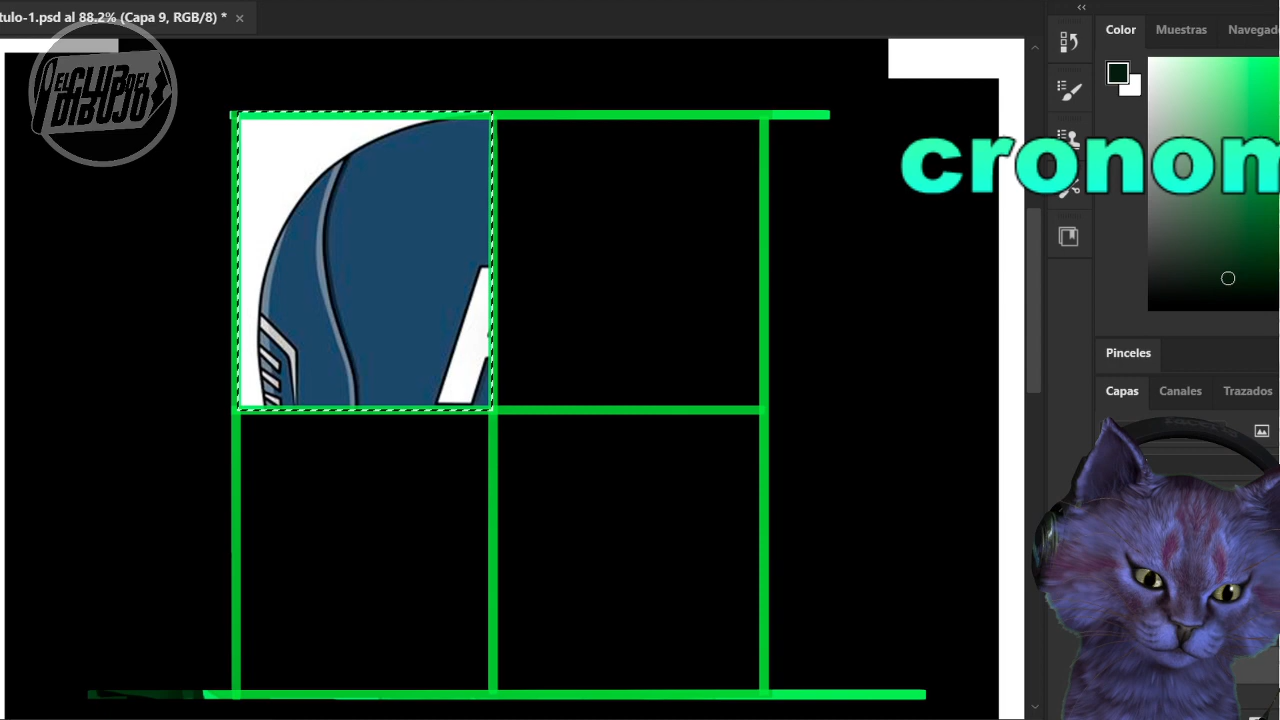 tulo-1.psd al 88.2% (Capa 9, RGB/8) *
Color
Muestras
Navegad
EL CLUB DEL
DIBUJO
cronom
A
Pinceles
Capas
Canales
Trazados